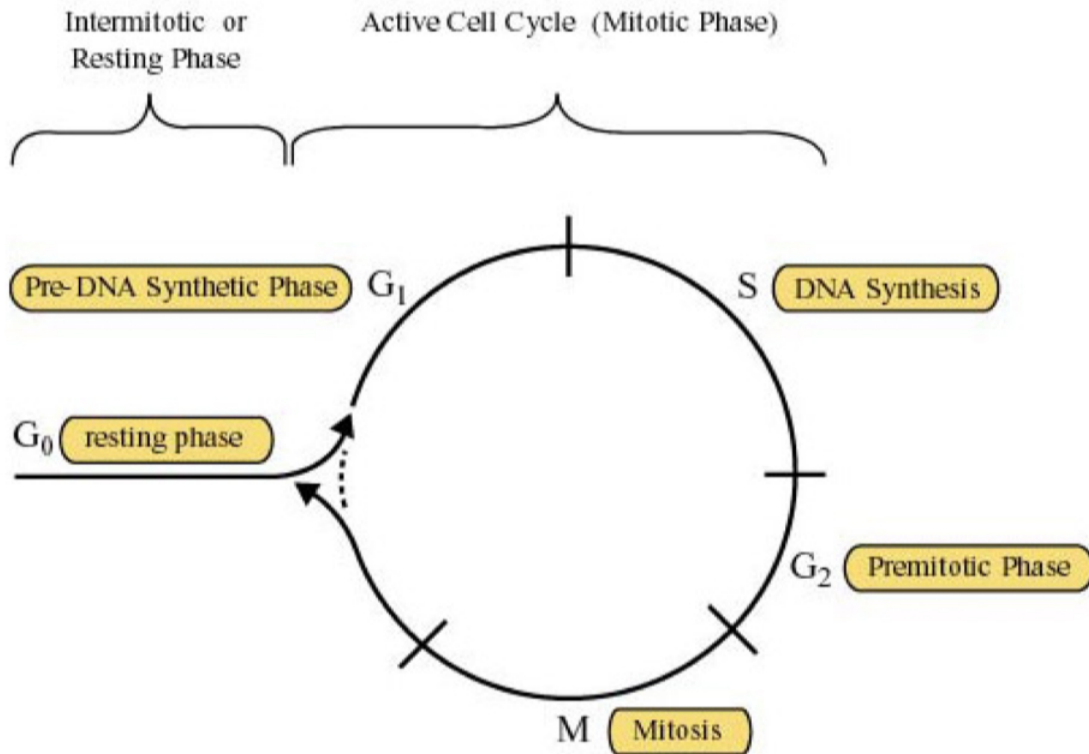 Intermitotic or
Resting Phase
Active Cell Cycle (Mitotic Phase)
Pre-DNA Synthetic Phase G₁
S DNA Synthesis
G₀ resting phase
G₂ Premitotic Phase
M Mitosis